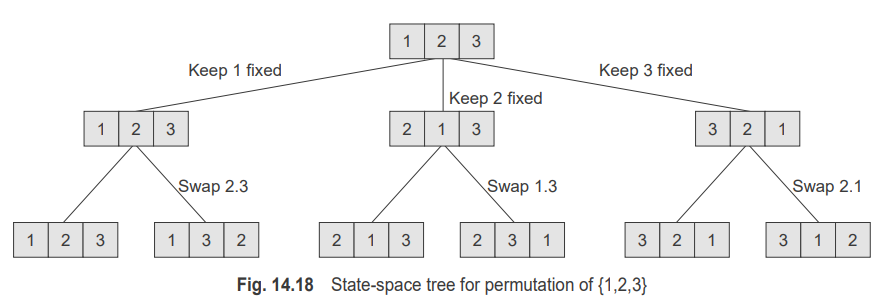 1 2 3
Keep 1 fixed
Keep 3 fixed
Keep 2 fixed
1 2 3
2 1 3
3 2 1
Swap 2.3
Swap 1.3
Swap 2.1
1 2 3
1 3 2
2 1 3
2 3 1
3 2 1
3 1 2
Fig. 14.18 State-space tree for permutation of {1,2,3}